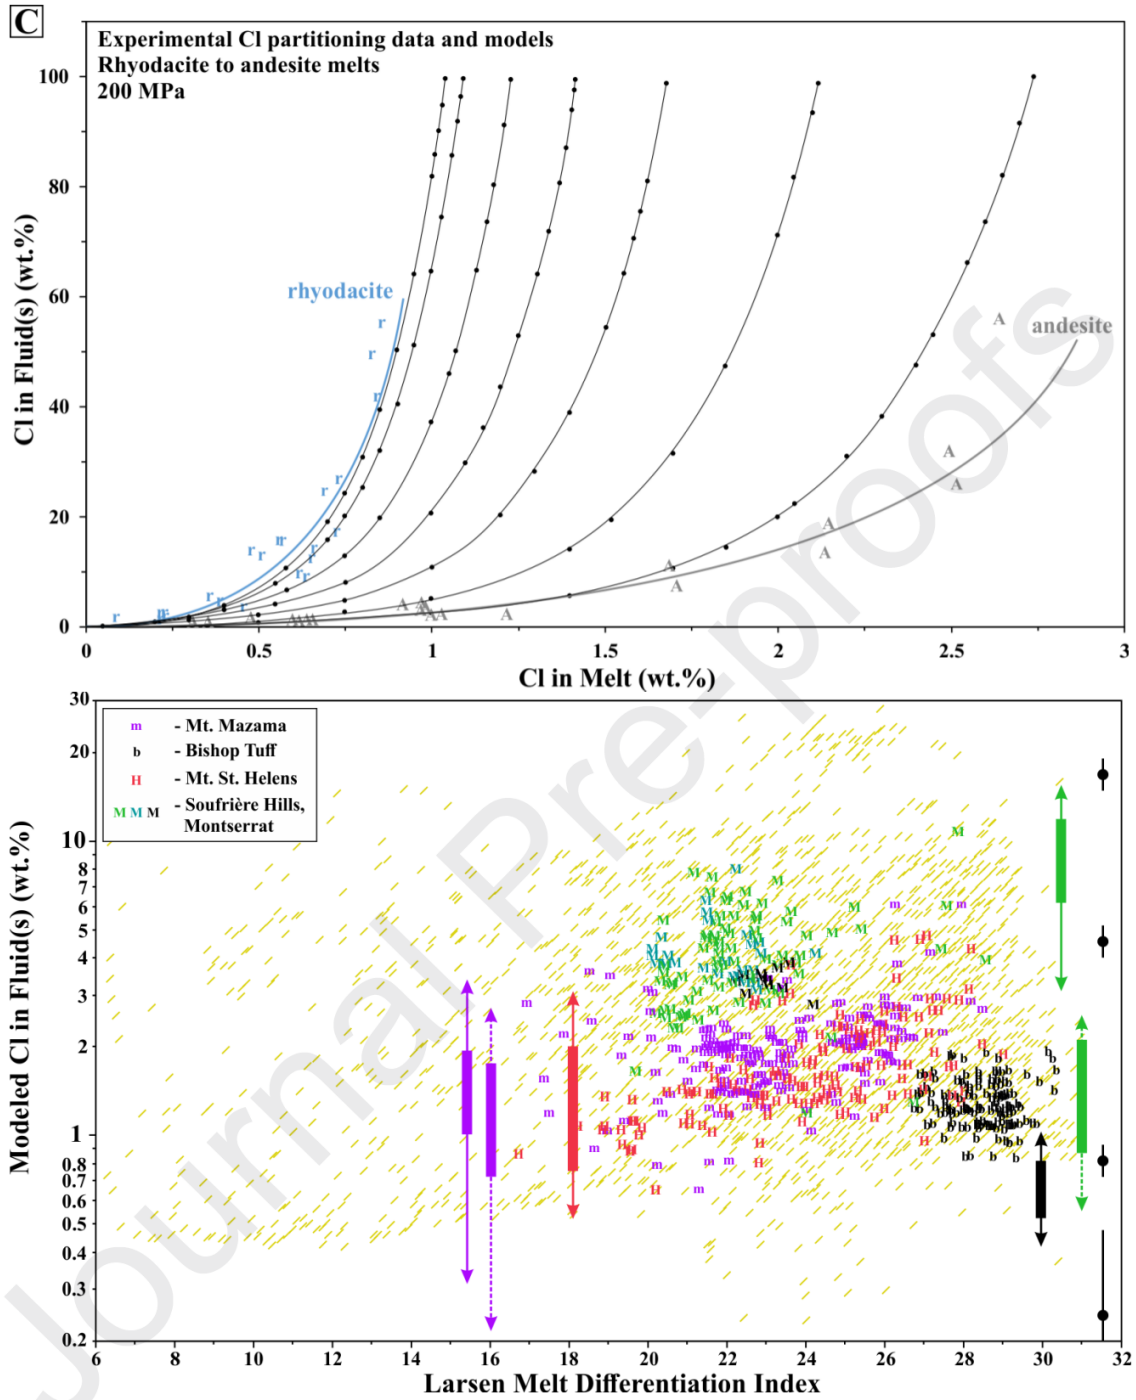 C
Experimental Cl partitioning data and models
Rhyodacite to andesite melts
200 MPa
100
80
60
40
20
0
Cl in Fluid(s) (wt.%)
rhyodacite
andesite
0
0.5
1
1.5
2
2.5
3
Cl in Melt (wt.%)
m - Mt. Mazama
b - Bishop Tuff
H - Mt. St. Helens
M M M - Soufrière Hills,
Montserrat
30
20
10
8
6
5
4
3
2
1
0.8
0.7
0.6
0.5
0.4
0.3
0.2
Modeled Cl in Fluid(s) (wt.%)
6
8
10
12
14
16
18
20
22
24
26
28
30
32
Larsen Melt Differentiation Index
Journal Pre-proofs